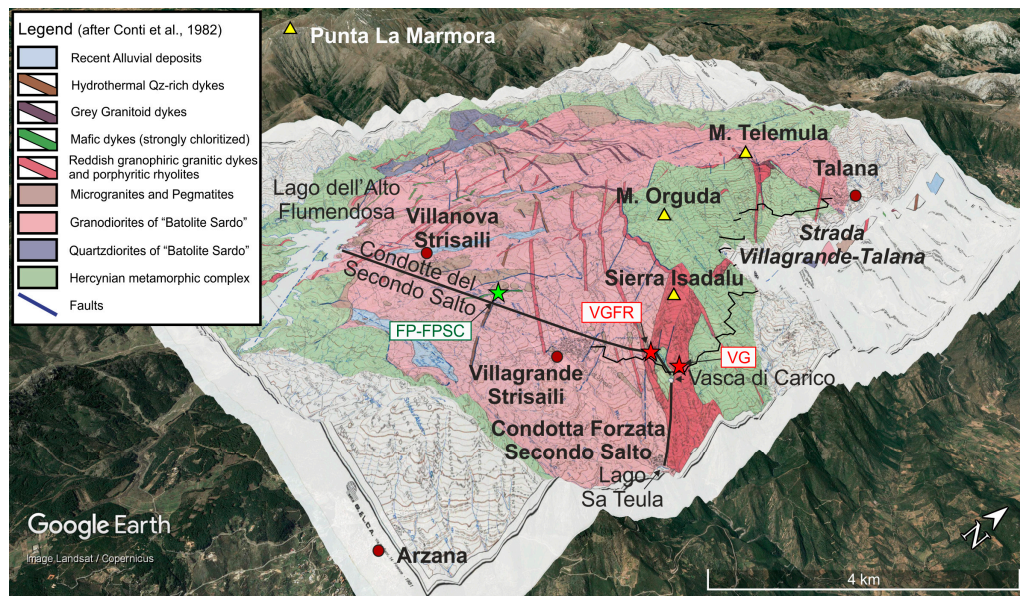 Legend (after Conti et al., 1982)
Recent Alluvial deposits
Hydrothermal Qz-rich dykes
Grey Granitoid dykes
Mafic dykes (strongly chloritized)
Reddish granophiric granitic dykes
and porphyritic rhyolites
Microgranites and Pegmatites
Granodiorites of “Batolite Sardo”
Quartzdiorites of “Batolite Sardo”
Hercynian metamorphic complex
Faults
Punta La Marmora
M. Telemula
Talana
Lago dell'Alto
Flumendosa
Villanova
Strisaili
M. Orguda
Strada
Villagrande-Talana
Condotte del
Secondo Salto
Sierra Isadalu
VGFR
FP-FPSC
VG
Villagrande
Strisaili
Vasca di Carico
Condotta Forzata
Secondo Salto
Lago
Sa Teula
Google Earth
Image Landsat / Copernicus
Arzana
N
4 km